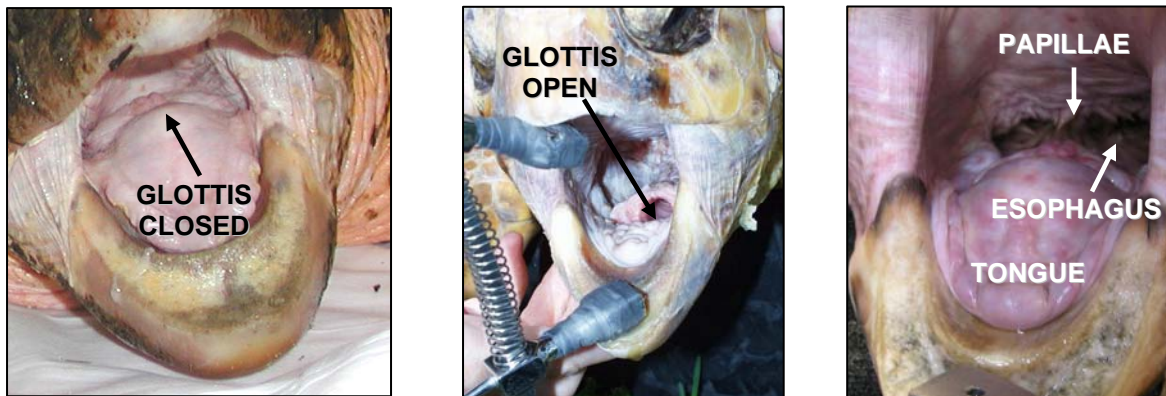 GLOTTIS
CLOSED
GLOTTIS
OPEN
PAPILLAE
ESOPHAGUS
TONGUE